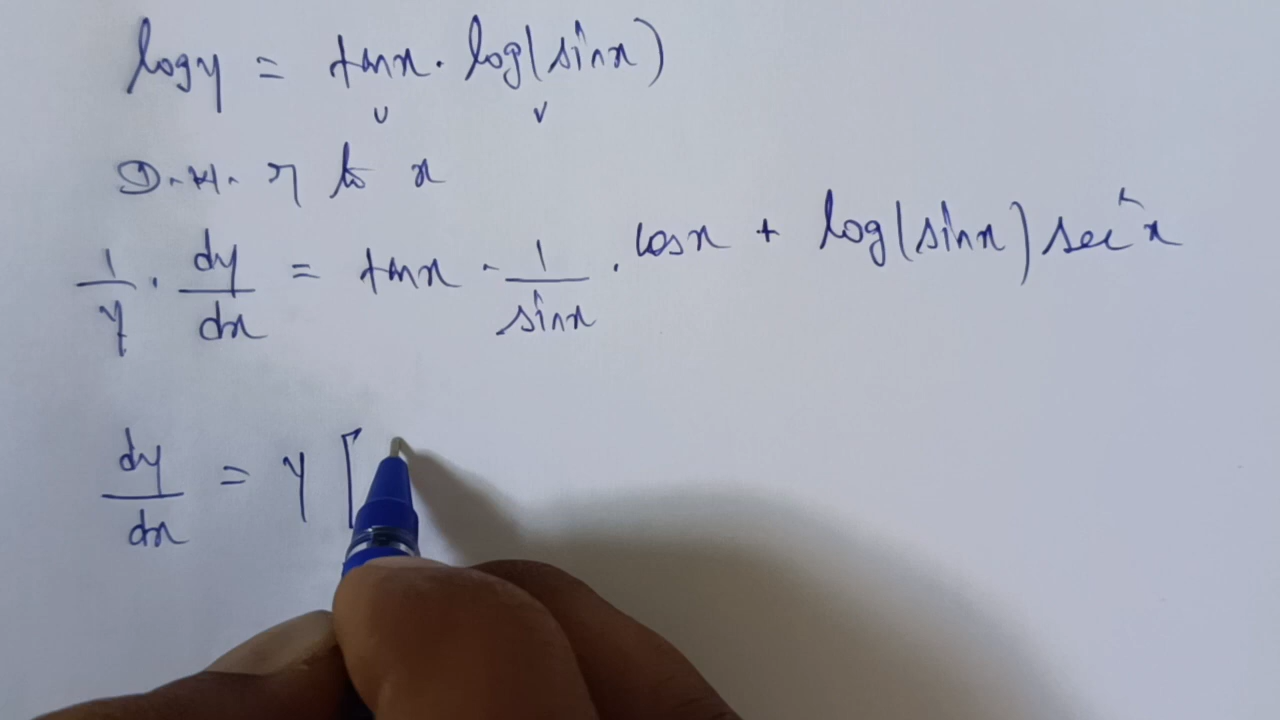 log y = tan x . log(sin x)
u v
D.w. r to x
1/y . dy/dx = tan x . 1/sin x . cos x + log(sin x) sec²x
dy/dx = y [